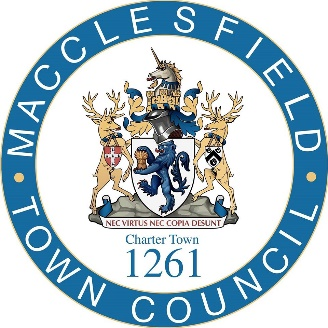 MACCLESFIELD
NEC VIRTUS NEC COPIA DESUNT
Charter Town
1261
TOWN COUNCIL